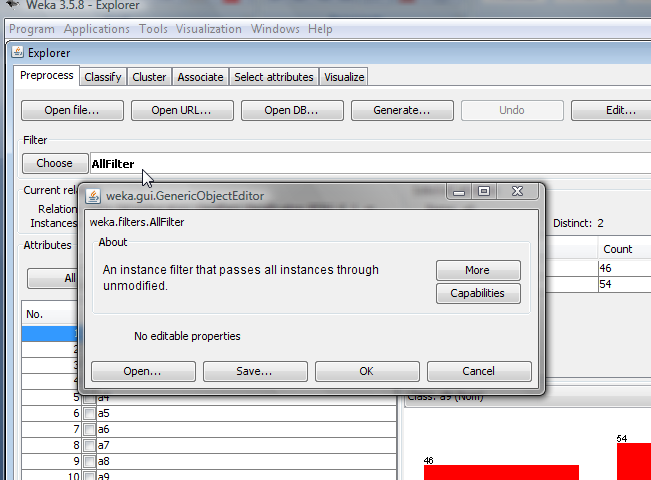 Weka 3.5.8 - Explorer
Program Applications Tools Visualization Windows Help
Explorer
Preprocess Classify Cluster Associate Select attributes Visualize
Open file... Open URL... Open DB... Generate... Undo Edit...
Filter
Choose AllFilter
Current rela
Relation
Instances
weka.gui.GenericObjectEditor
weka.filters.AllFilter
About
An instance filter that passes all instances through
unmodified.
More
Capabilities
No editable properties
Open... Save... OK Cancel
Distinct: 2
Count
46
54
Attributes
All
No.
1
2
3
4
5 a4
6 a5
7 a6
8 a7
9 a8
10 a9
Class: a9 (Nom)
46
54